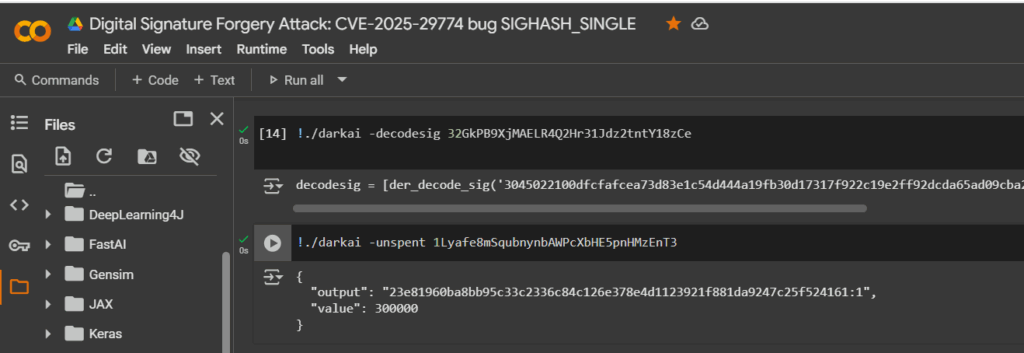 Digital Signature Forgery Attack: CVE-2025-29774 bug SIGHASH_SINGLE
File Edit View Insert Runtime Tools Help
Commands + Code + Text Run all
Files
..
DeepLearning4J
FastAI
Gensim
JAX
Keras
[14] !./darkai -decodesig 32GkPB9XjMAELR4Q2Hr31Jdz2tntY18zCe
0s
decodesig = [der_decode_sig('3045022100dfcfafcea73d83e1c54d444a19fb30d17317f922c19e2ff92dcda65ad09cba2
!./darkai -unspent 1Lyafe8mSqubnynbAWPcXbHE5pnHMzEnT3
0s
{
"output": "23e81960ba8bb95c33c2336c84c126e378e4d1123921f881da9247c25f524161:1",
"value": 300000
}